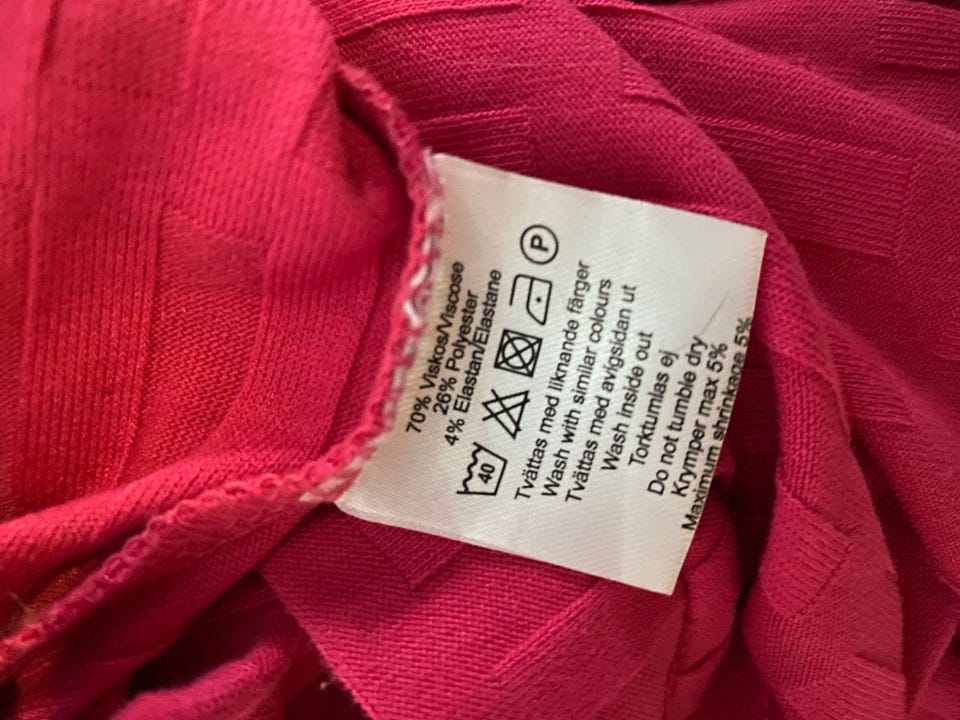 70% Viskos/Viscose
26% Polyester
4% Elastan/Elastane
40 P
Tvättas med liknande färger
Wash with similar colours
Tvättas med avigsidan ut
Wash Inside out
Torktumlas ej
Do not tumble dry
Krymper max 5%
Maximum shrinkage 5%